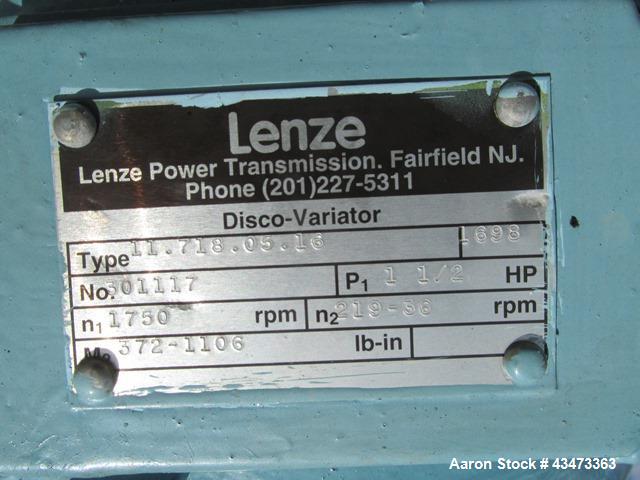 Lenze
Lenze Power Transmission. Fairfield NJ.
Phone (201)227-5311
Disco-Variator
Type 11.718.05.16 1698
No. 301117 P1 1 1/2 HP
n1 1750 rpm n2 219-36 rpm
372-1106 lb-in
Aaron Stock # 43473363